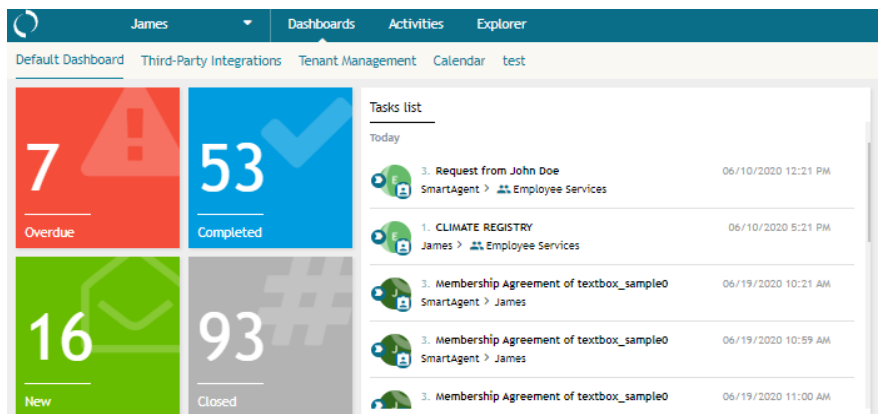 James Dashboards Activities Explorer
Default Dashboard Third-Party Integrations Tenant Management Calendar test
7
Overdue
53
Completed
16
New
93
Closed
Tasks list
Today
3. Request from John Doe 06/10/2020 12:21 PM
SmartAgent > Employee Services
1. CLIMATE REGISTRY 06/10/2020 5:21 PM
James > Employee Services
3. Membership Agreement of textbox_sample0 06/19/2020 10:21 AM
SmartAgent > James
3. Membership Agreement of textbox_sample0 06/19/2020 10:59 AM
SmartAgent > James
3. Membership Agreement of textbox_sample0 06/19/2020 11:00 AM